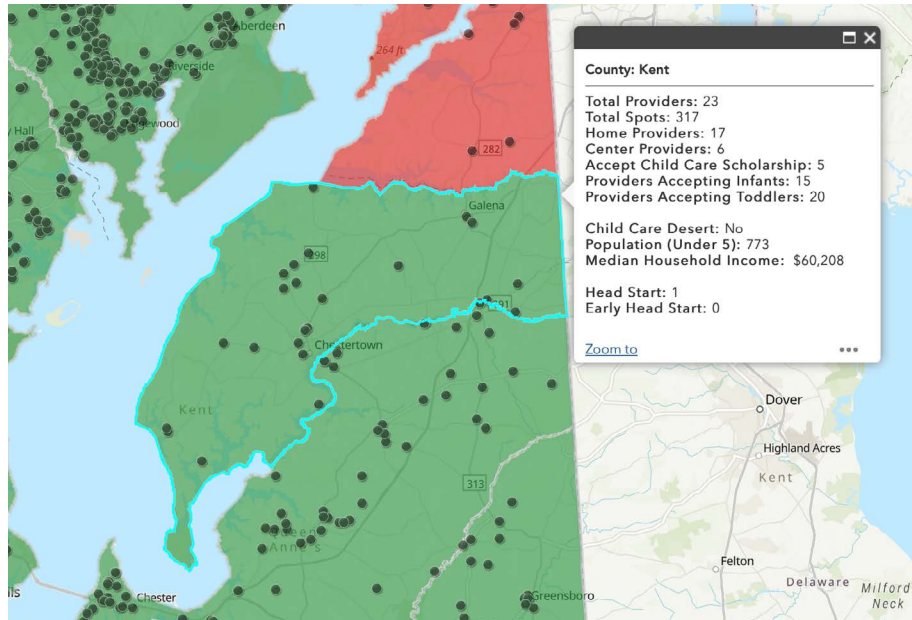 Aberdeen
Riverside
Hall
264 ft.
282
County: Kent
Total Providers: 23
Total Spots: 317
Home Providers: 17
Center Providers: 6
Accept Child Care Scholarship: 5
Providers Accepting Infants: 15
Providers Accepting Toddlers: 20
Child Care Desert: No
Population (Under 5): 773
Median Household Income: $60,208
Head Start: 1
Early Head Start: 0
Zoom to
Galena
298
Chestertown
Kent
313
Queen
Anne's
Chester
Greensboro
Dover
Highland Acres
Kent
Felton
Delaware
Milford
Neck